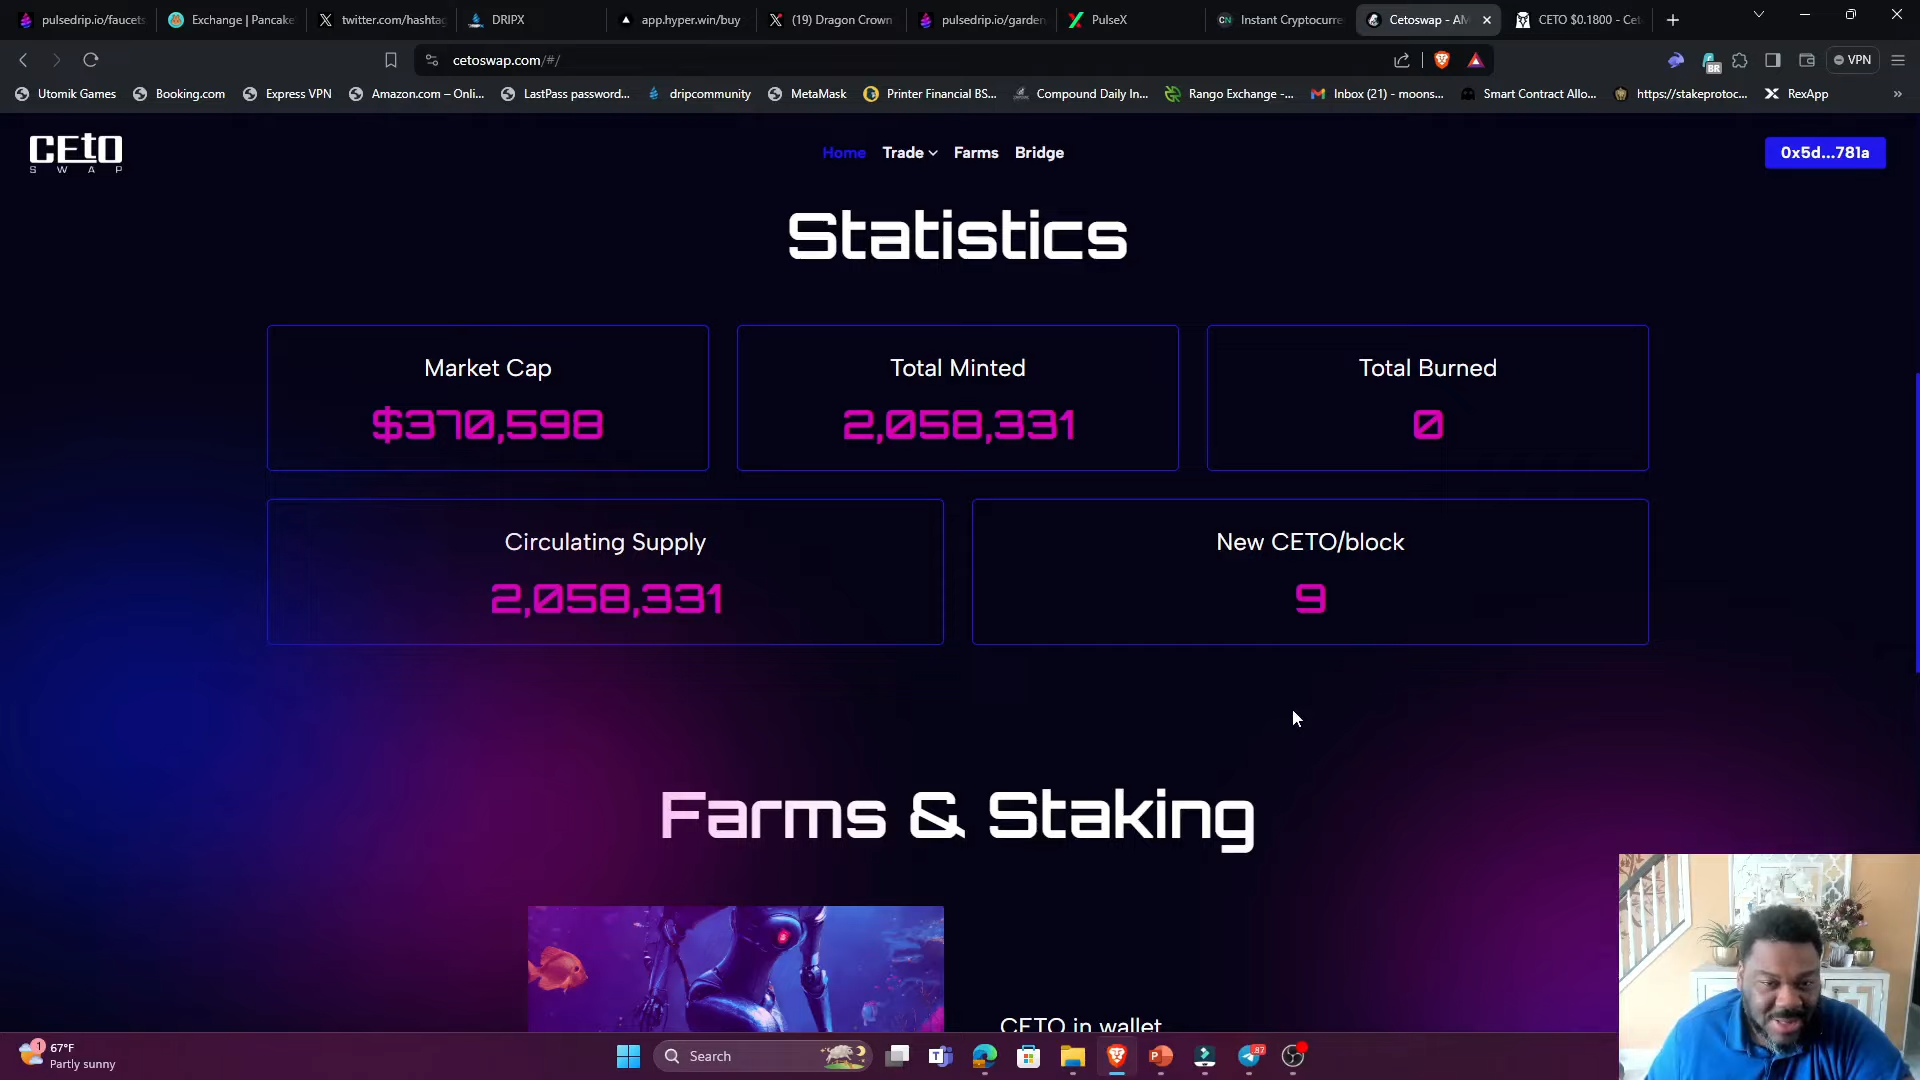 pulsedrip.io/faucets
Exchange | Pancake
twitter.com/hashtag
DRIPX
app.hyper.win/buy
(19) Dragon Crown
pulsedrip.io/garden
PulseX
CN
Instant Cryptocurre
Cetoswap - AM
CETO $0.1800 - Cet
cetoswap.com/#/
BR
VPN
Utomik Games
Booking.com
Express VPN
Amazon.com – Onli...
LastPass password...
dripcommunity
MetaMask
Printer Financial BS...
Compound Daily In...
Rango Exchange -...
Inbox (21) - moons...
Smart Contract Allo...
https://stakeprotoc...
RexApp
CEtO
SWAP
Home
Trade
Farms
Bridge
0x5d...781a
Statistics
Market Cap
$370,598
Total Minted
2,058,331
Total Burned
0
Circulating Supply
2,058,331
New CETO/block
9
Farms & Staking
CETO in wallet
1
67°F
Partly sunny
Search
87